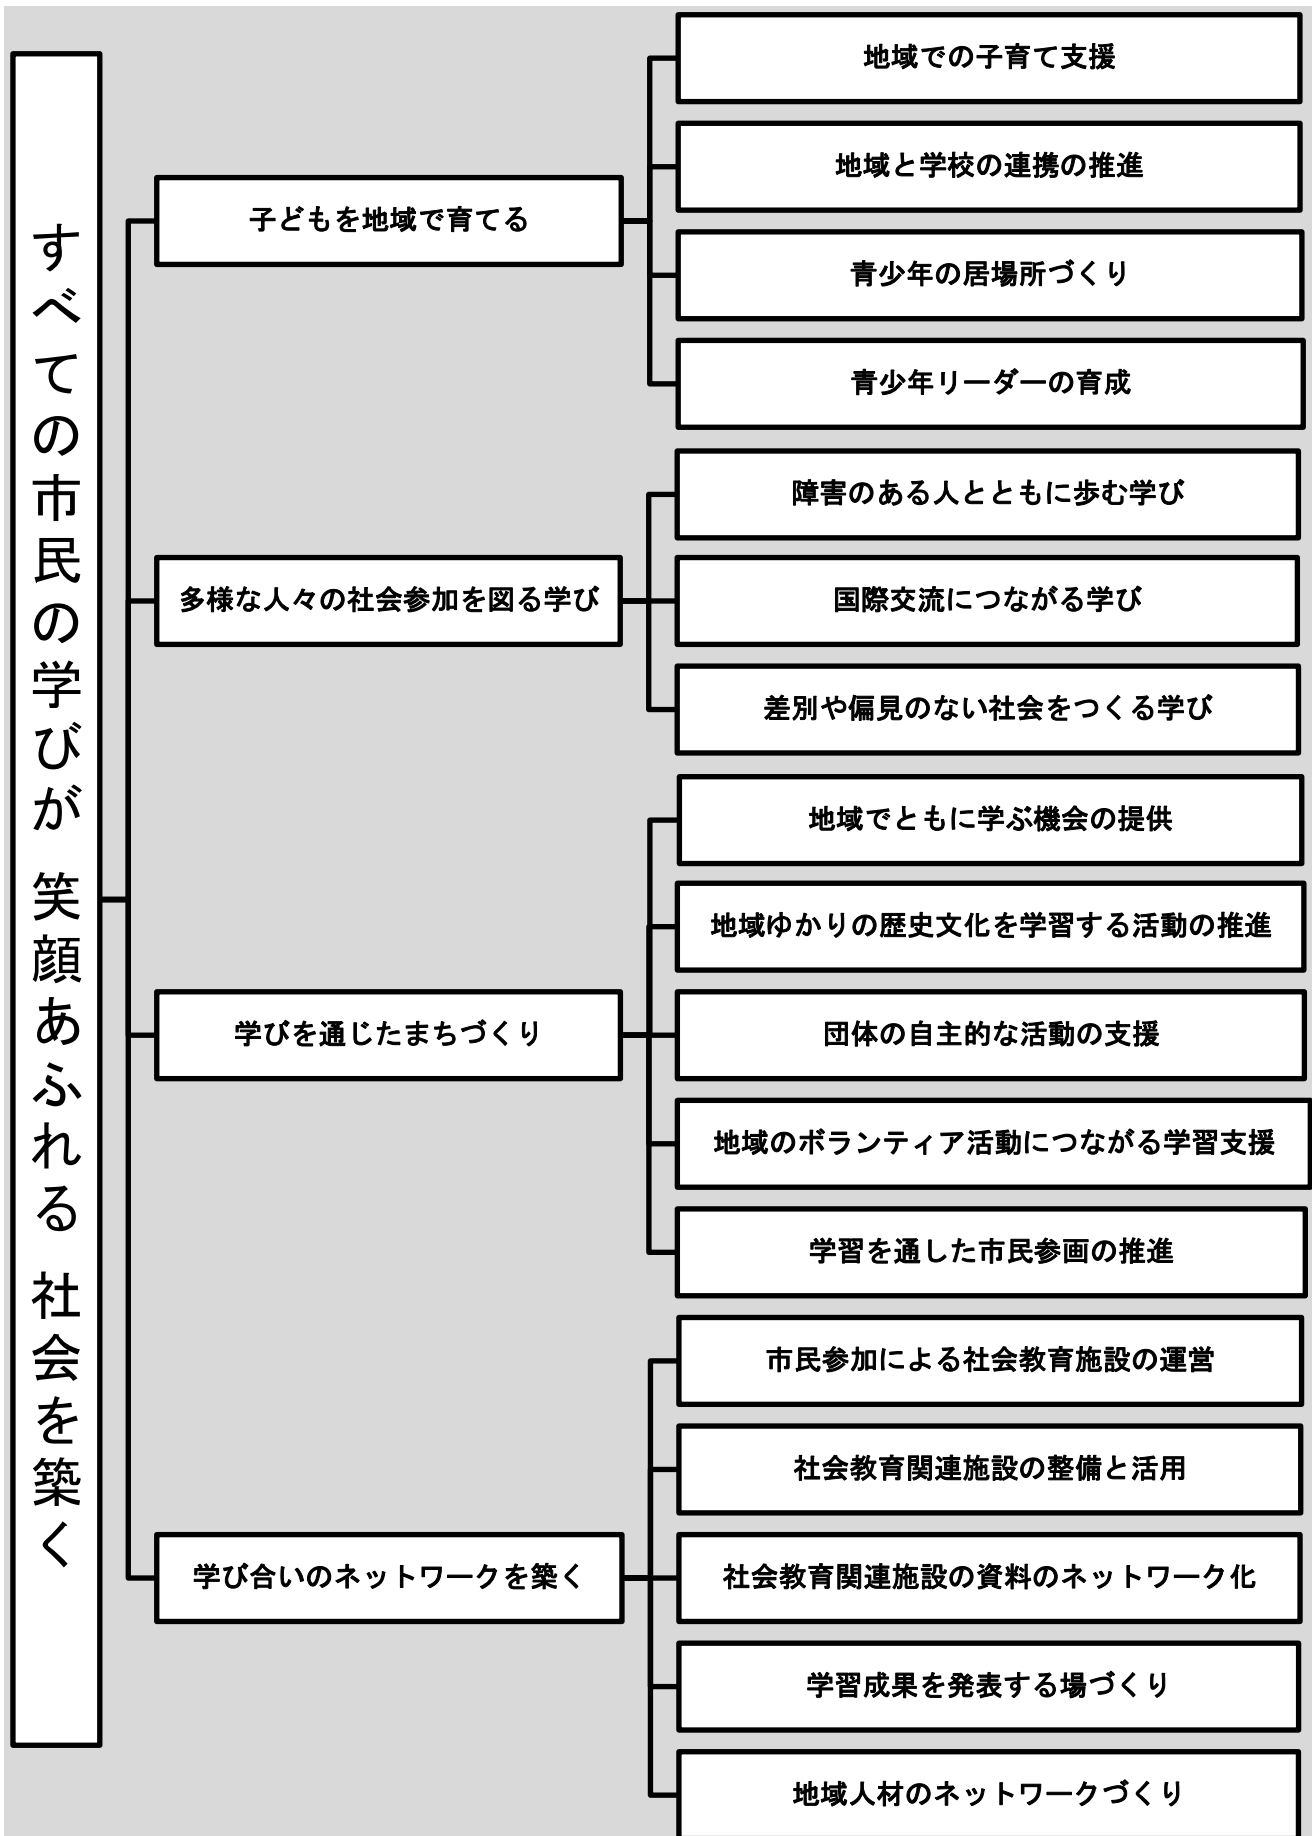 すべての市民の学びが 笑顔あふれる 社会を築く
子どもを地域で育てる
地域での子育て支援
地域と学校の連携の推進
青少年の居場所づくり
青少年リーダーの育成
多様な人々の社会参加を図る学び
障害のある人とともに歩む学び
国際交流につながる学び
差別や偏見のない社会をつくる学び
学びを通じたまちづくり
地域でともに学ぶ機会の提供
地域ゆかりの歴史文化を学習する活動の推進
団体の自主的な活動の支援
地域のボランティア活動につながる学習支援
学習を通した市民参画の推進
学び合いのネットワークを築く
市民参加による社会教育施設の運営
社会教育関連施設の整備と活用
社会教育関連施設の資料のネットワーク化
学習成果を発表する場づくり
地域人材のネットワークづくり